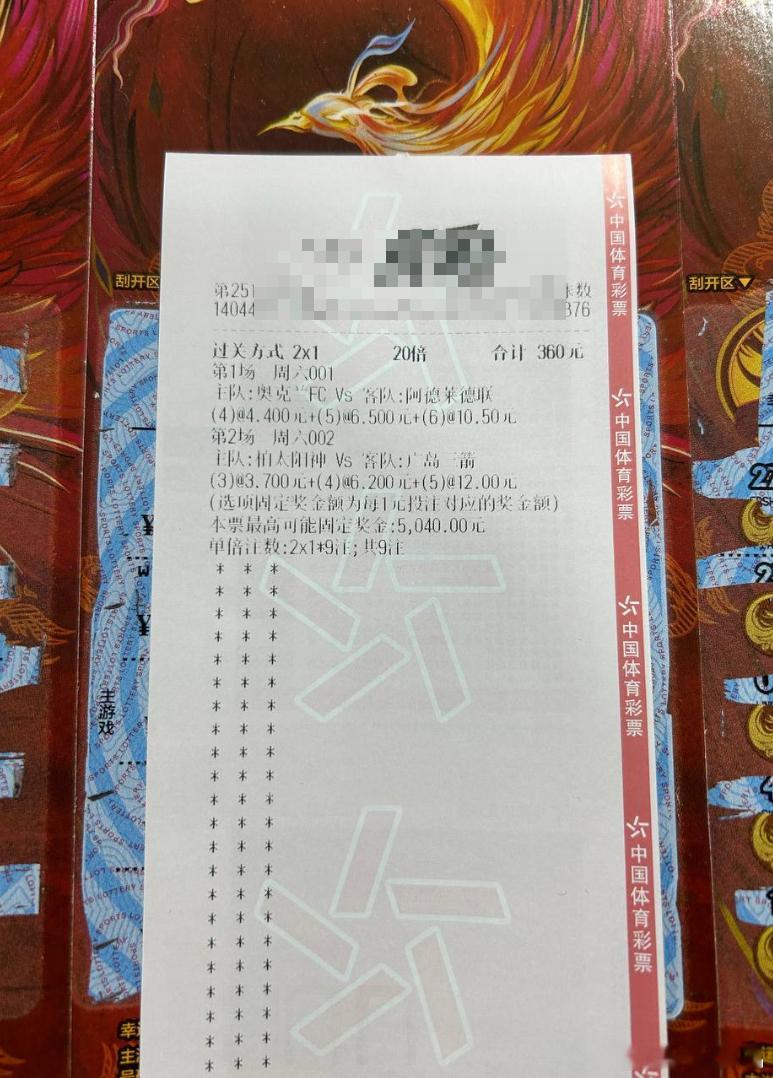 刮开区
刮开区▼
第251
球数
14044
376
过关方式 2x1 20倍 合计 360元
第1场 周六001
主队:奥克兰FC Vs 客队:阿德莱德联
(4)@4.400元+(5)@6.500元+(6)@10.50元
第2场 周六002
主队:柏太阳神 Vs 客队:广岛三箭
(3)@3.700元+(4)@6.200元+(5)@12.00元
(选项固定奖金额为每1元投注对应的奖金额)
本票最高可能固定奖金:5,040.00元
单倍注数:2x1*9注;共9注
中国体育彩票
中国体育彩票
中国体育彩票
中国体育彩票
主游戏